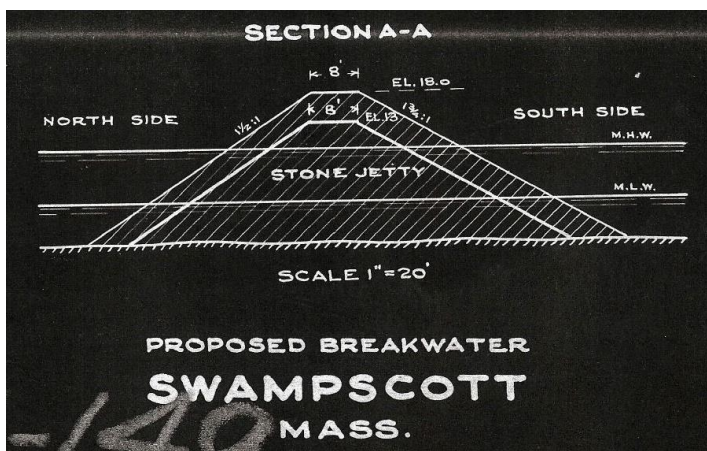 SECTION A-A
8'
EL. 18.0
8'
EL. 13
1½:1
1¾:1
NORTH SIDE
SOUTH SIDE
M.H.W.
STONE JETTY
M.L.W.
SCALE 1"=20'
PROPOSED BREAKWATER
SWAMPSCOTT
MASS.
-140